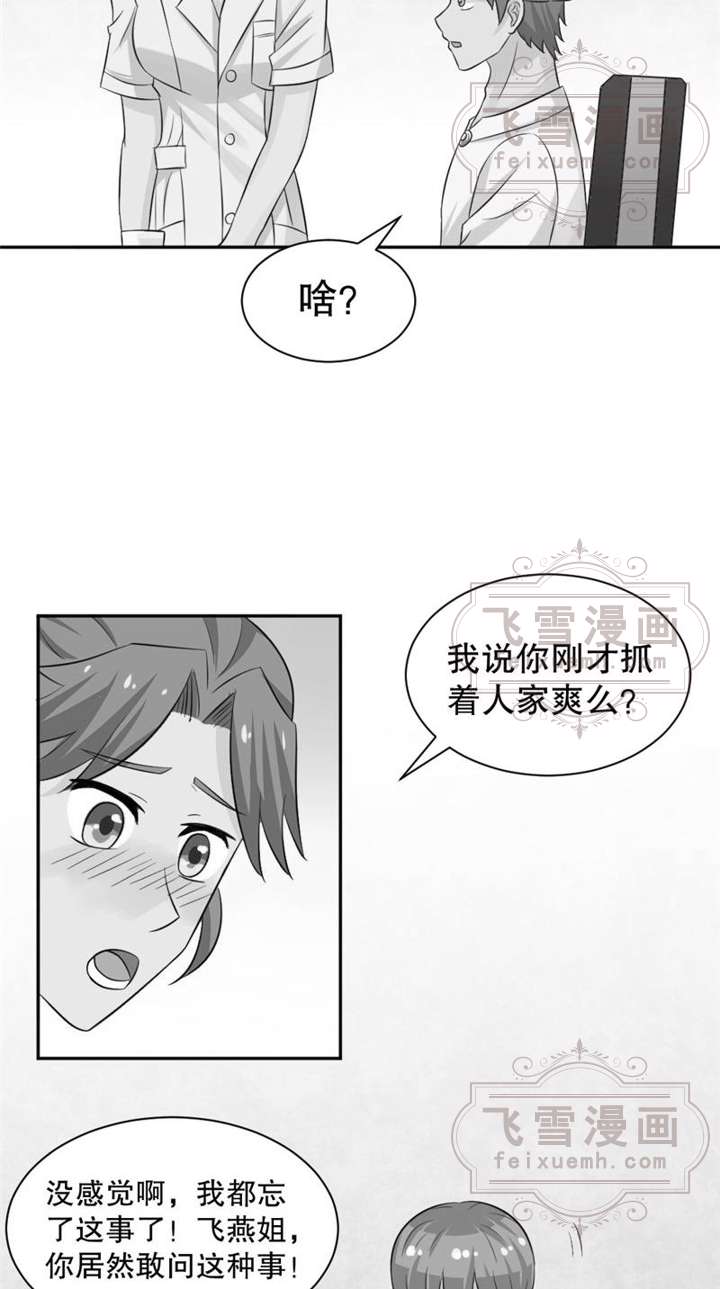 飞雪漫画
feixuemh.com
啥?
飞雪漫画
我说你刚才抓
着人家爽么?
飞雪漫画
feixuemh.com
没感觉啊，我都忘
了这事了！飞燕姐，
你居然敢问这种事！